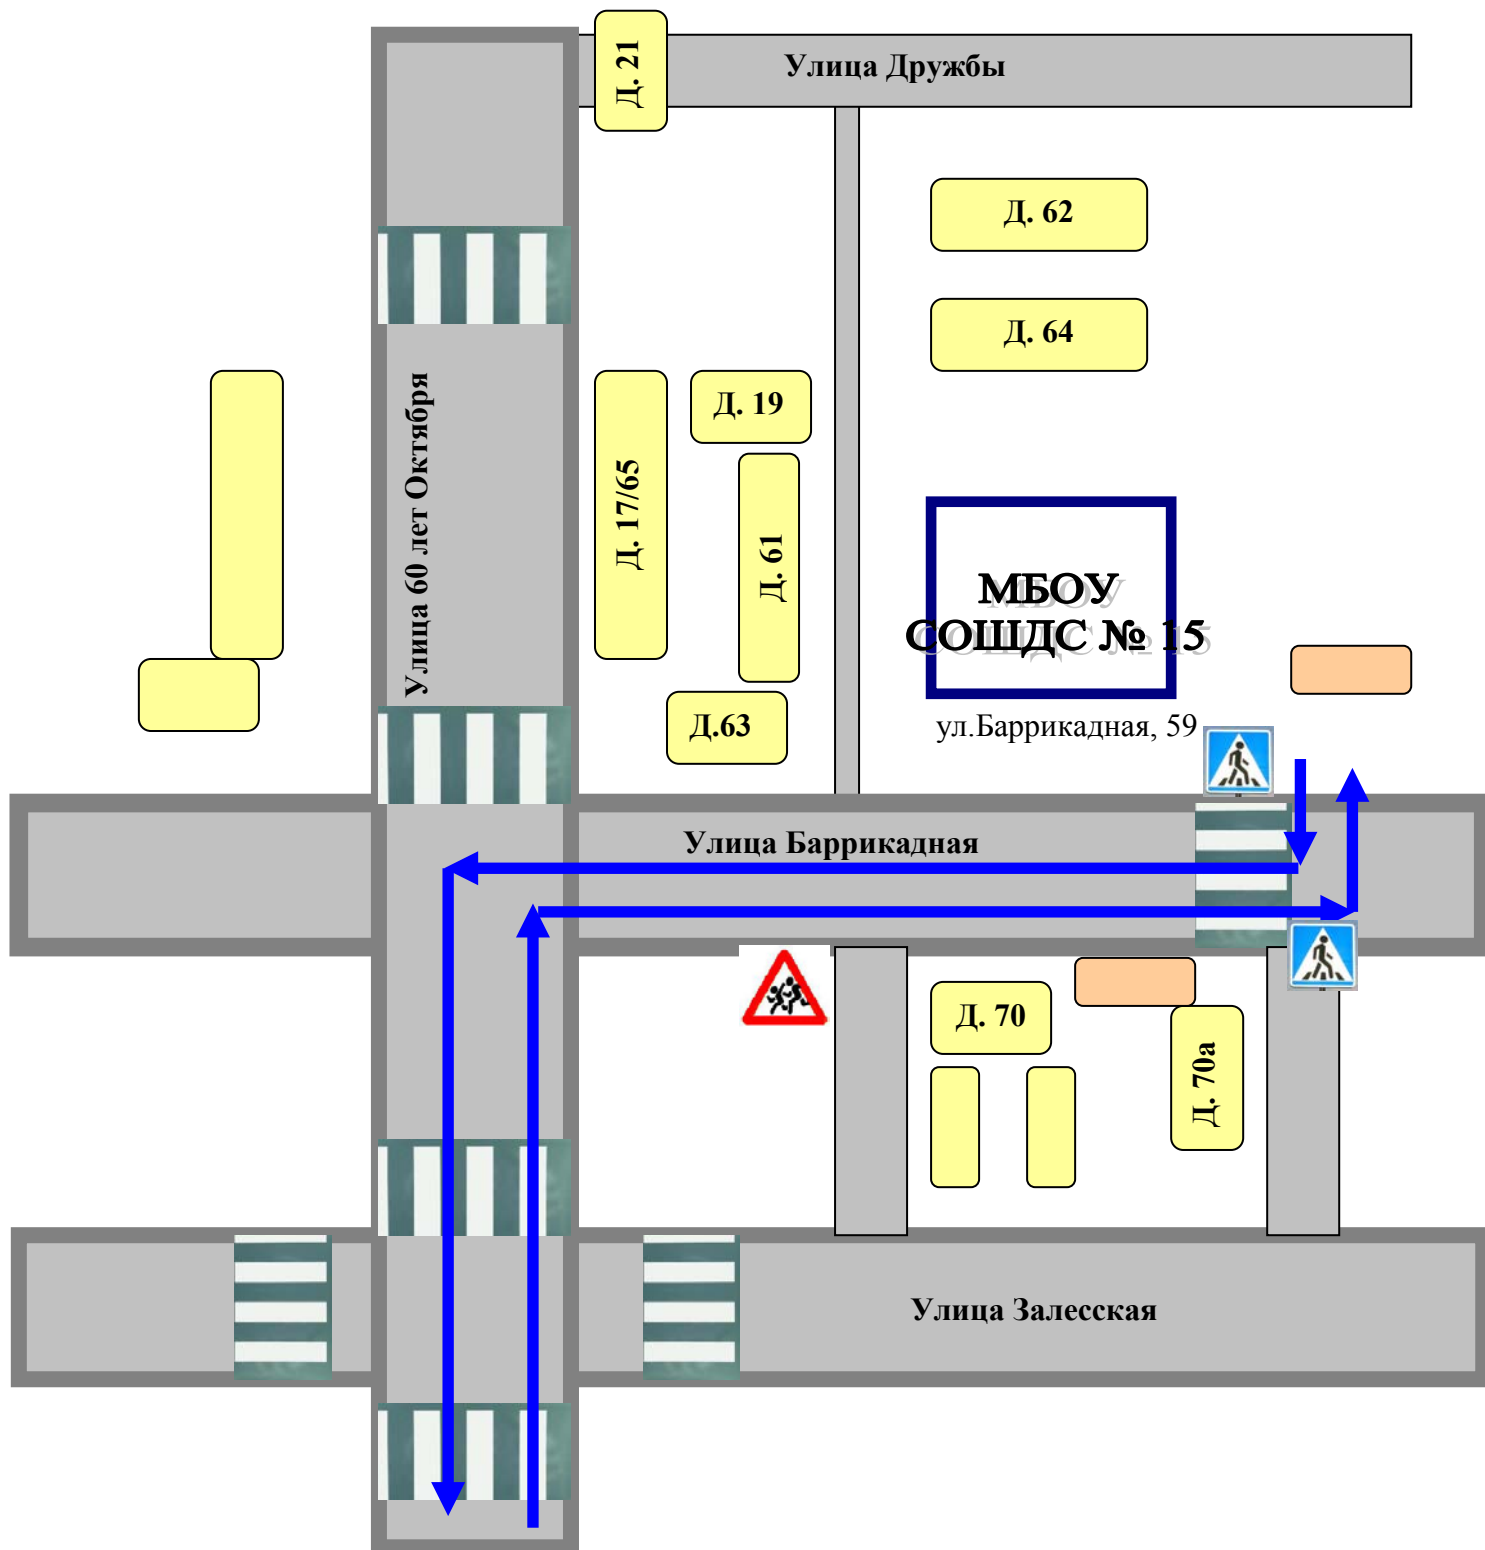 Д. 21
Улица Дружбы
Д. 62
Д. 64
Улица 60 лет Октября
Д. 17/65
Д. 19
Д. 61
МБОУ
СОШДС № 15
Д.63
ул.Баррикадная, 59
Улица Баррикадная
Д. 70
Д. 70а
Улица Залесская